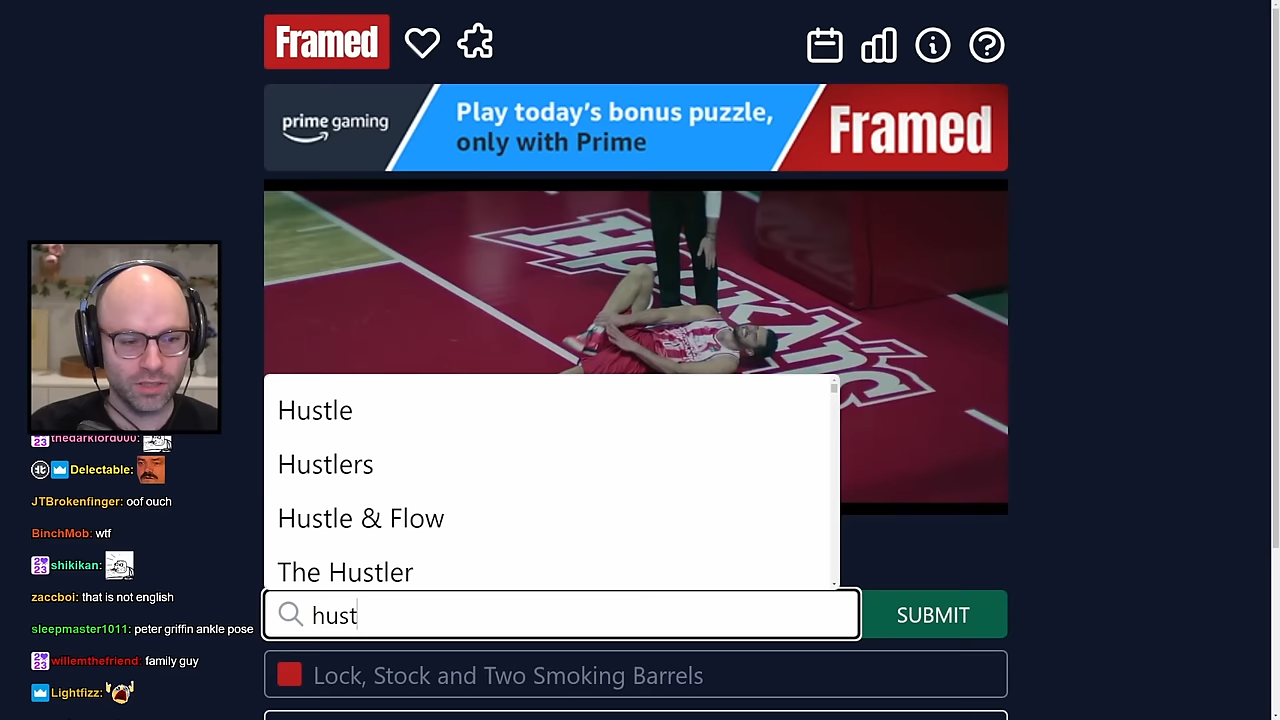 Framed
prime gaming
Play today's bonus puzzle,
only with Prime
Framed
Hustle
Hustlers
Hustle & Flow
The Hustler
hust
SUBMIT
Lock, Stock and Two Smoking Barrels
thedarklord000:
Delectable:
JTBrokenfinger: oof ouch
BinchMob: wtf
shikikan:
zaccboi: that is not english
sleepmaster1011: peter griffin ankle pose
willemthefriend: family guy
Lightfizz: